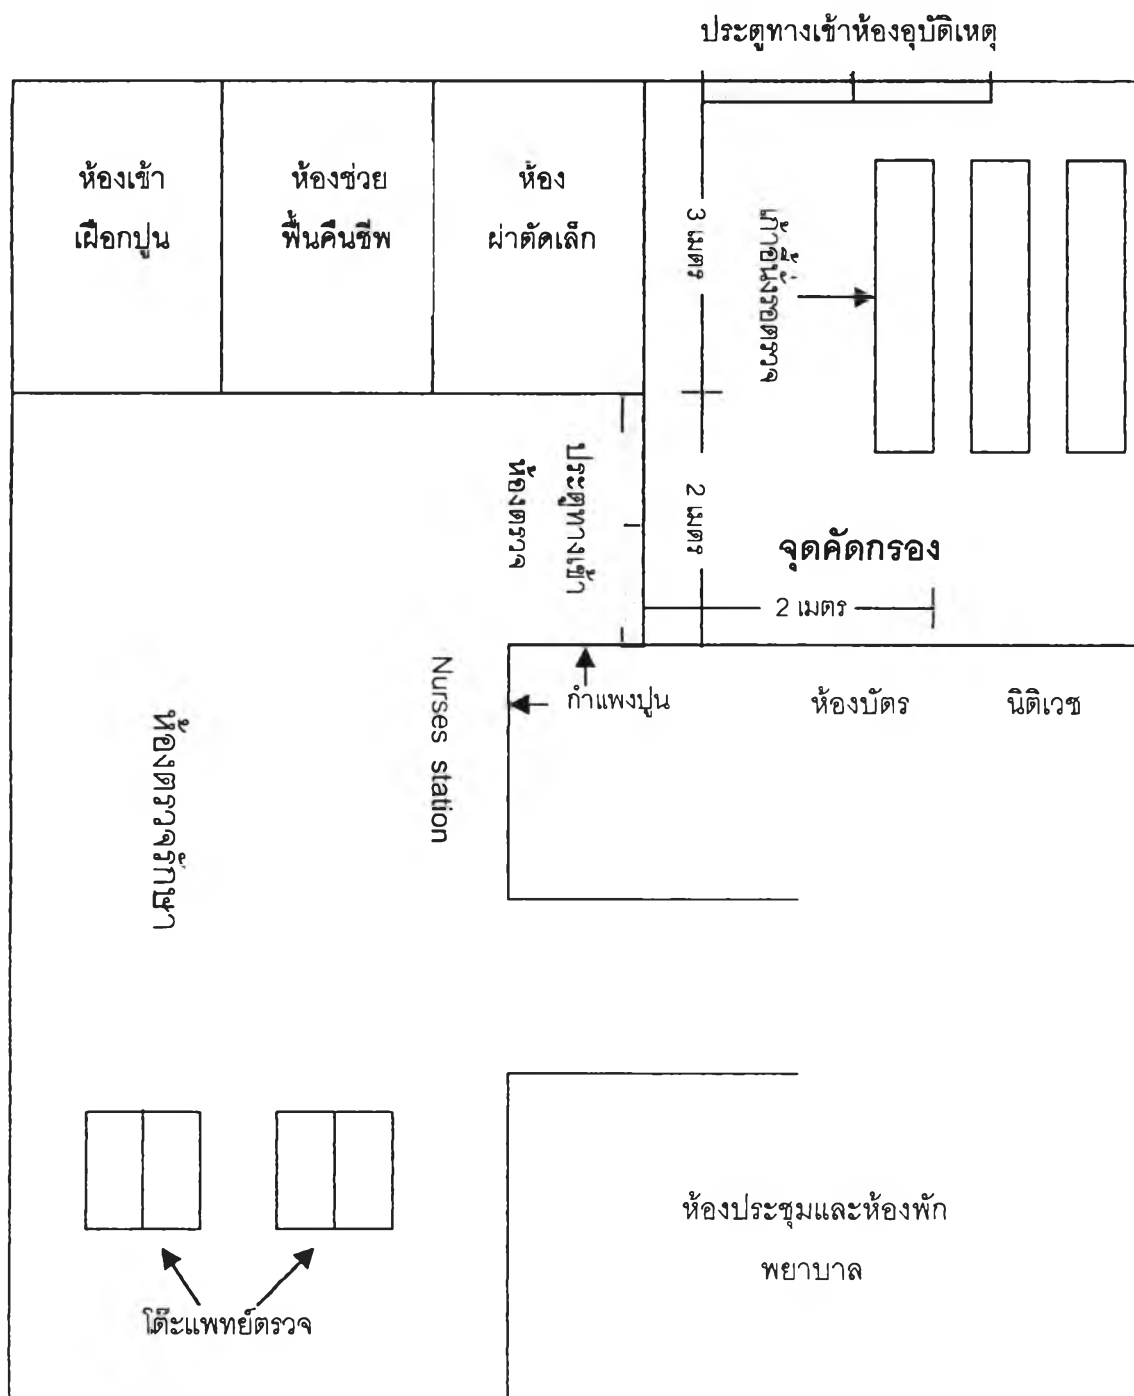 ประตูทางเข้าห้องอุบัติเหตุ
ห้องเข้า
เฝือกปูน
ห้องช่วย
ฟื้นคืนชีพ
ห้อง
ผ่าตัดเล็ก
3 เมตร
เก้าอี้นั่งรอตรวจ
ประตูทางเข้า
ห้องตรวจ
2 เมตร
จุดคัดกรอง
2 เมตร
Nurses station
กำแพงปูน
ห้องบัตร
นิติเวช
ห้องตรวจรักษา
ห้องประชุมและห้องพัก
พยาบาล
โต๊ะแพทย์ตรวจ